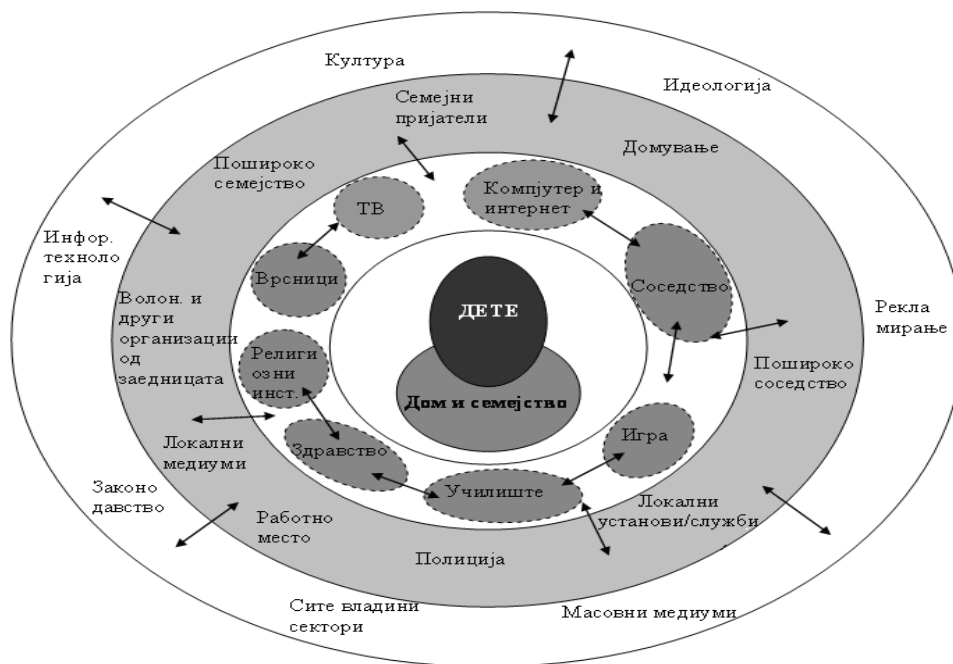 Култура
Идеологија
Семејни
пријатели
Домување
Пошироко
семејство
Компјутер и
интернет
ТВ
Инфор.
техноло
гија
Врсници
Соседство
Волон. и
други
организации
од
заедницата
ДЕТЕ
Рекла
мирање
Религи
озни
инст.
Пошироко
соседство
Дом и семејство
Локални
медиуми
Здравство
Игра
Законо
давство
Училиште
Локални
установи/служби
Работно
место
Полиција
Сите владини
сектори
Масовни медиуми